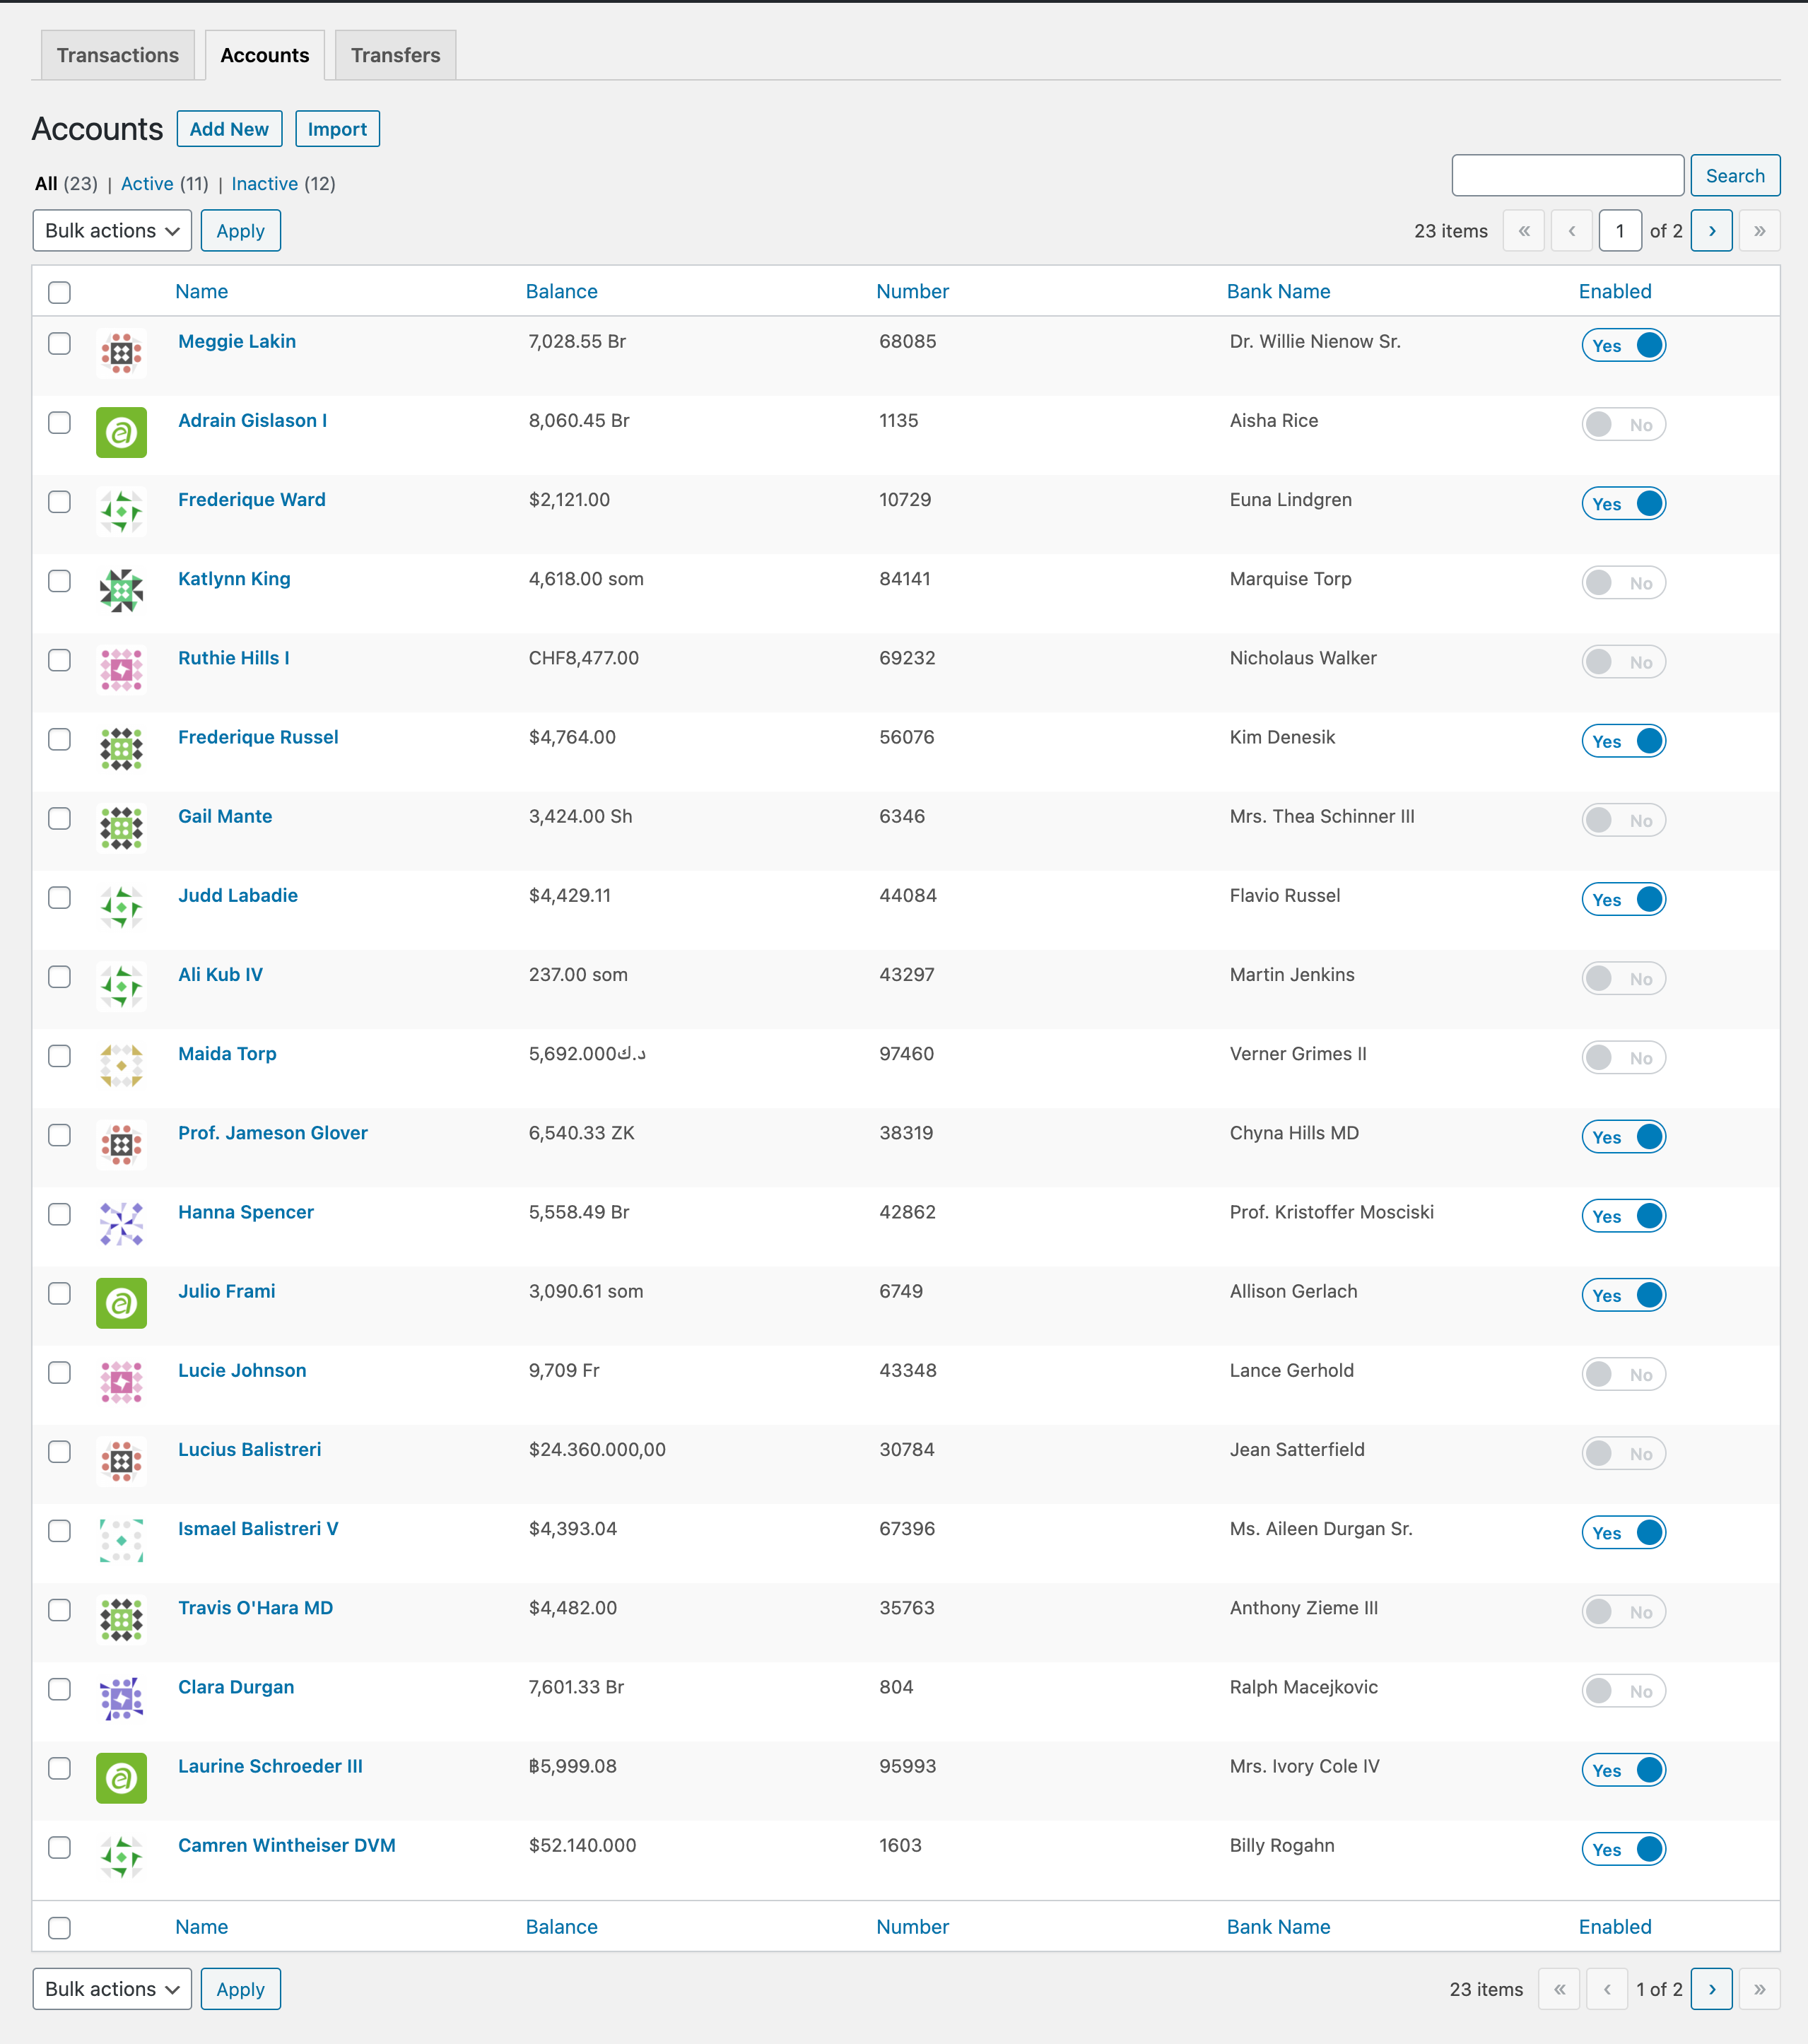 Transactions Accounts Transfers
Accounts Add New Import
All (23) | Active (11) | Inactive (12)
Search
Bulk actions Apply 23 items « ‹ 1 of 2 › »
Name Balance Number Bank Name Enabled
Meggie Lakin 7,028.55 Br 68085 Dr. Willie Nienow Sr. Yes
Adrain Gislason I 8,060.45 Br 1135 Aisha Rice No
Frederique Ward $2,121.00 10729 Euna Lindgren Yes
Katlynn King 4,618.00 som 84141 Marquise Torp No
Ruthie Hills I CHF8,477.00 69232 Nicholaus Walker No
Frederique Russel $4,764.00 56076 Kim Denesik Yes
Gail Mante 3,424.00 Sh 6346 Mrs. Thea Schinner III No
Judd Labadie $4,429.11 44084 Flavio Russel Yes
Ali Kub IV 237.00 som 43297 Martin Jenkins No
Maida Torp 5,692.000د.ك 97460 Verner Grimes II No
Prof. Jameson Glover 6,540.33 ZK 38319 Chyna Hills MD Yes
Hanna Spencer 5,558.49 Br 42862 Prof. Kristoffer Mosciski Yes
Julio Frami 3,090.61 som 6749 Allison Gerlach Yes
Lucie Johnson 9,709 Fr 43348 Lance Gerhold No
Lucius Balistreri $24.360.000,00 30784 Jean Satterfield No
Ismael Balistreri V $4,393.04 67396 Ms. Aileen Durgan Sr. Yes
Travis O'Hara MD $4,482.00 35763 Anthony Zieme III No
Clara Durgan 7,601.33 Br 804 Ralph Macejkovic No
Laurine Schroeder III ฿5,999.08 95993 Mrs. Ivory Cole IV Yes
Camren Wintheiser DVM $52.140.000 1603 Billy Rogahn Yes
Name Balance Number Bank Name Enabled
Bulk actions Apply 23 items « ‹ 1 of 2 › »